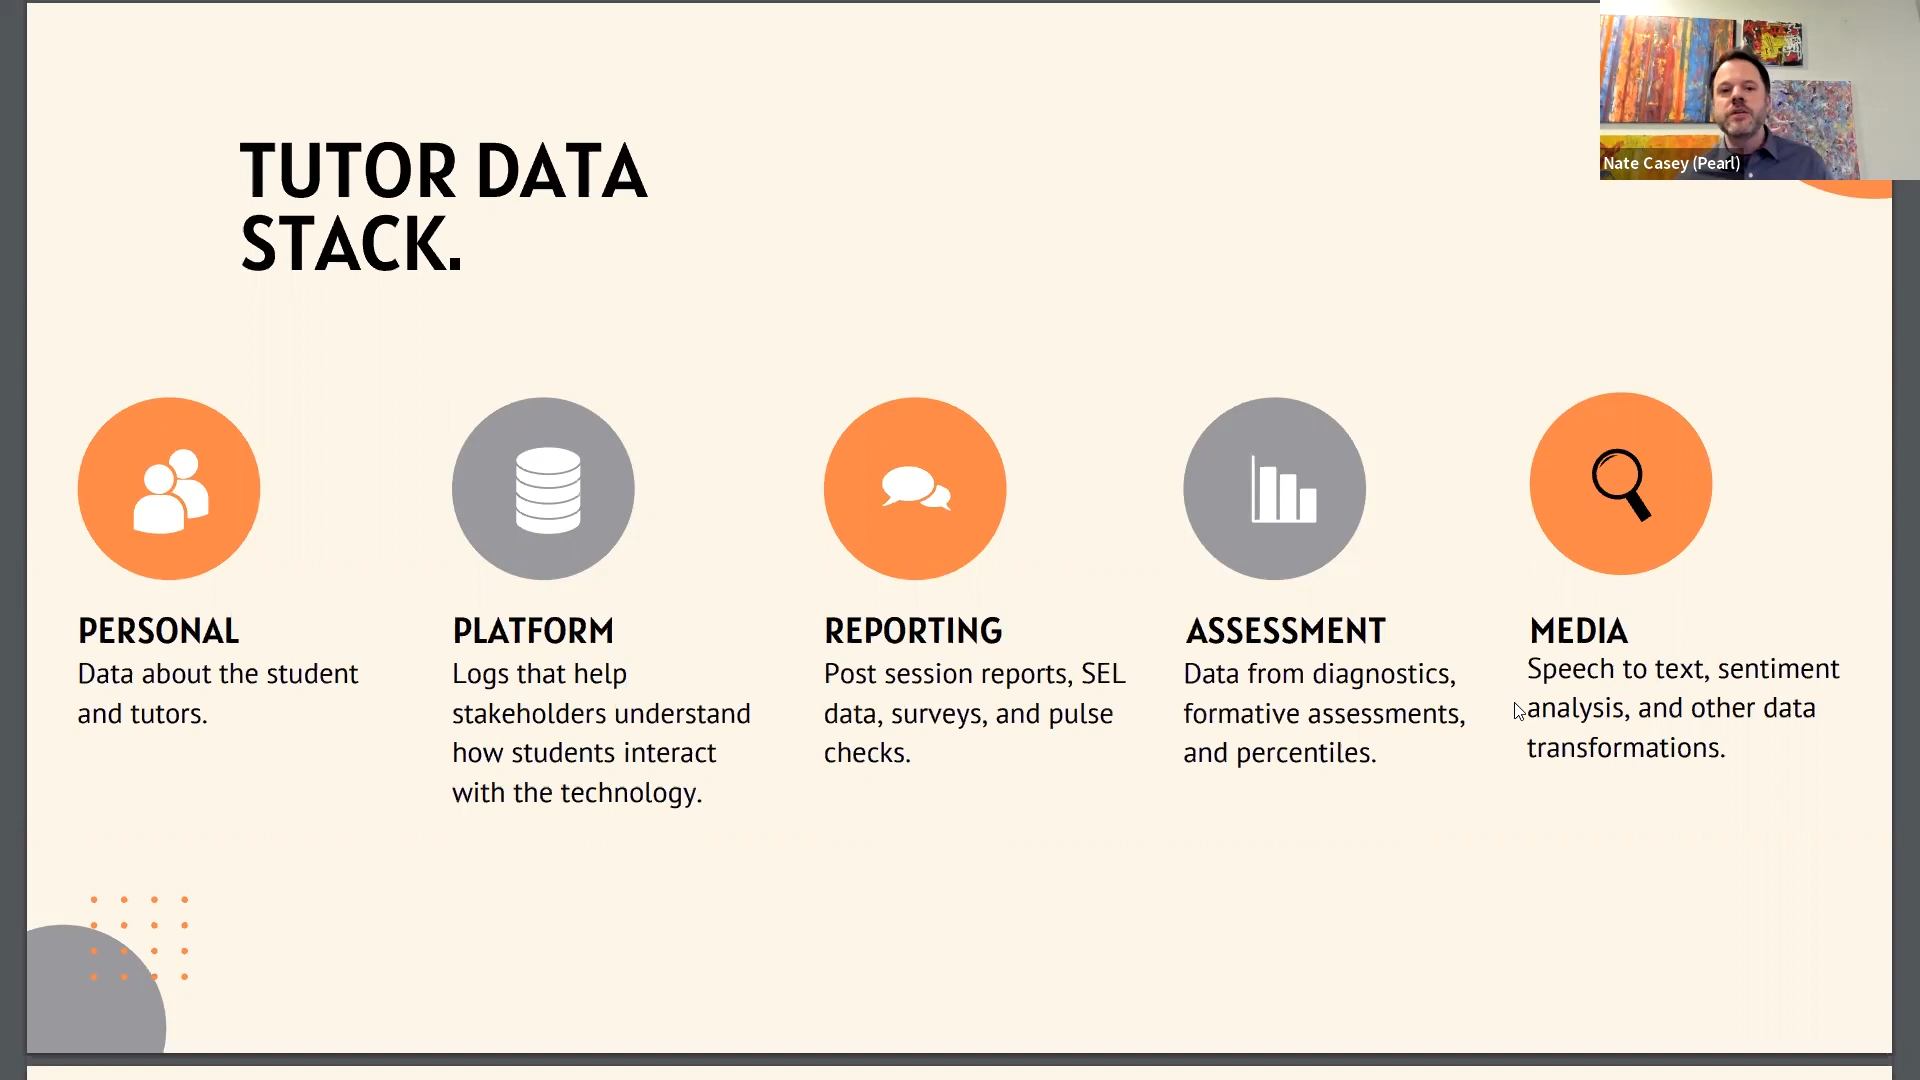 Nate Casey (Pearl)
TUTOR DATA
STACK.
PERSONAL
Data about the student
and tutors.
PLATFORM
Logs that help
stakeholders understand
how students interact
with the technology.
REPORTING
Post session reports, SEL
data, surveys, and pulse
checks.
ASSESSMENT
Data from diagnostics,
formative assessments,
and percentiles.
MEDIA
Speech to text, sentiment
analysis, and other data
transformations.